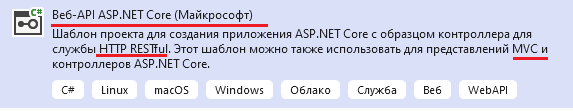 C#
Веб-API ASP.NET Core (Майкрософт)
Шаблон проекта для создания приложения ASP.NET Core с образцом контроллера для
службы HTTP RESTful. Этот шаблон можно также использовать для представлений MVC и
контроллеров ASP.NET Core.
C# Linux macOS Windows Облако Служба Веб WebAPI